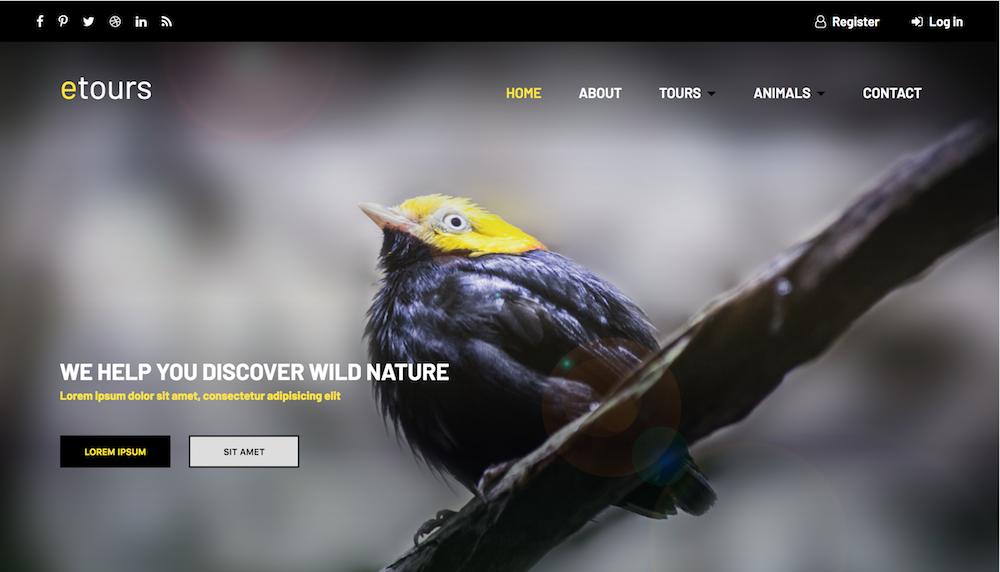 Register Log in
etours
HOME ABOUT TOURS ANIMALS CONTACT
WE HELP YOU DISCOVER WILD NATURE
Lorem ipsum dolor sit amet, consectetur adipisicing elit
LOREM IPSUM SIT AMET